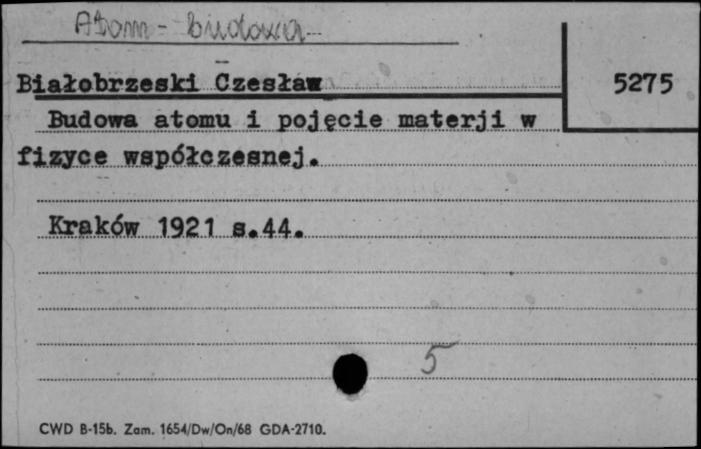 Atom - budowa
Białobrzeski Czesław
5275
Budowa atomu i pojęcie materji w
fizyce współczesnej.
Kraków 1921 s.44.
5
CWD B-15b. Zam. 1654/Dw/On/68 GDA-2710.